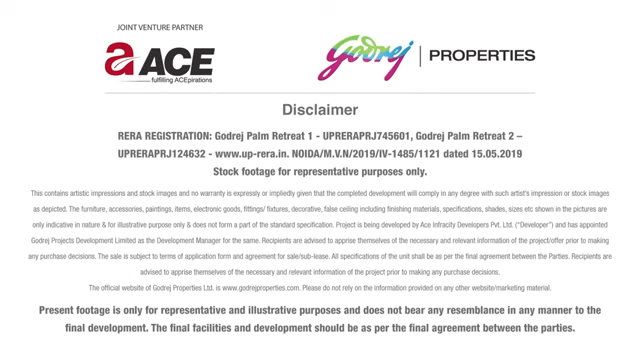 JOINT VENTURE PARTNER
a ACE
fulfilling ACEpirations
Godrej | PROPERTIES
Disclaimer
RERA REGISTRATION: Godrej Palm Retreat 1 - UPRERAPRJ745601, Godrej Palm Retreat 2 –
UPRERAPRJ124632 - www.up-rera.in. NOIDA/M.V.N/2019/IV-1485/1121 dated 15.05.2019
Stock footage for representative purposes only.
This contains artistic impressions and stock images and no warranty is expressly or impliedly given that the completed development will comply in any degree with such artist's impression or stock images
as depicted. The furniture, accessories, paintings, items, electronic goods, fittings/ fixtures, decorative, false ceiling including finishing materials, specifications, shades, sizes etc shown in the pictures are
only indicative in nature & for illustrative purpose only & does not form a part of the standard specification. Project is being developed by Ace Infracity Developers Pvt. Ltd. ("Developer") and has appointed
Godrej Projects Development Limited as the Development Manager for the same. Recipients are advised to apprise themselves of the necessary and relevant information of the project/offer prior to making
any purchase decisions. The sale is subject to terms of application form and agreement for sale/sub-lease. All specifications of the unit shall be as per the final agreement between the Parties. Recipients are
advised to apprise themselves of the necessary and relevant information of the project prior to making any purchase decisions.
The official website of Godrej Properties Ltd. is www.godrejproperties.com. Please do not rely on the information provided on any other website/marketing material.
Present footage is only for representative and illustrative purposes and does not bear any resemblance in any manner to the
final development. The final facilities and development should be as per the final agreement between the parties.